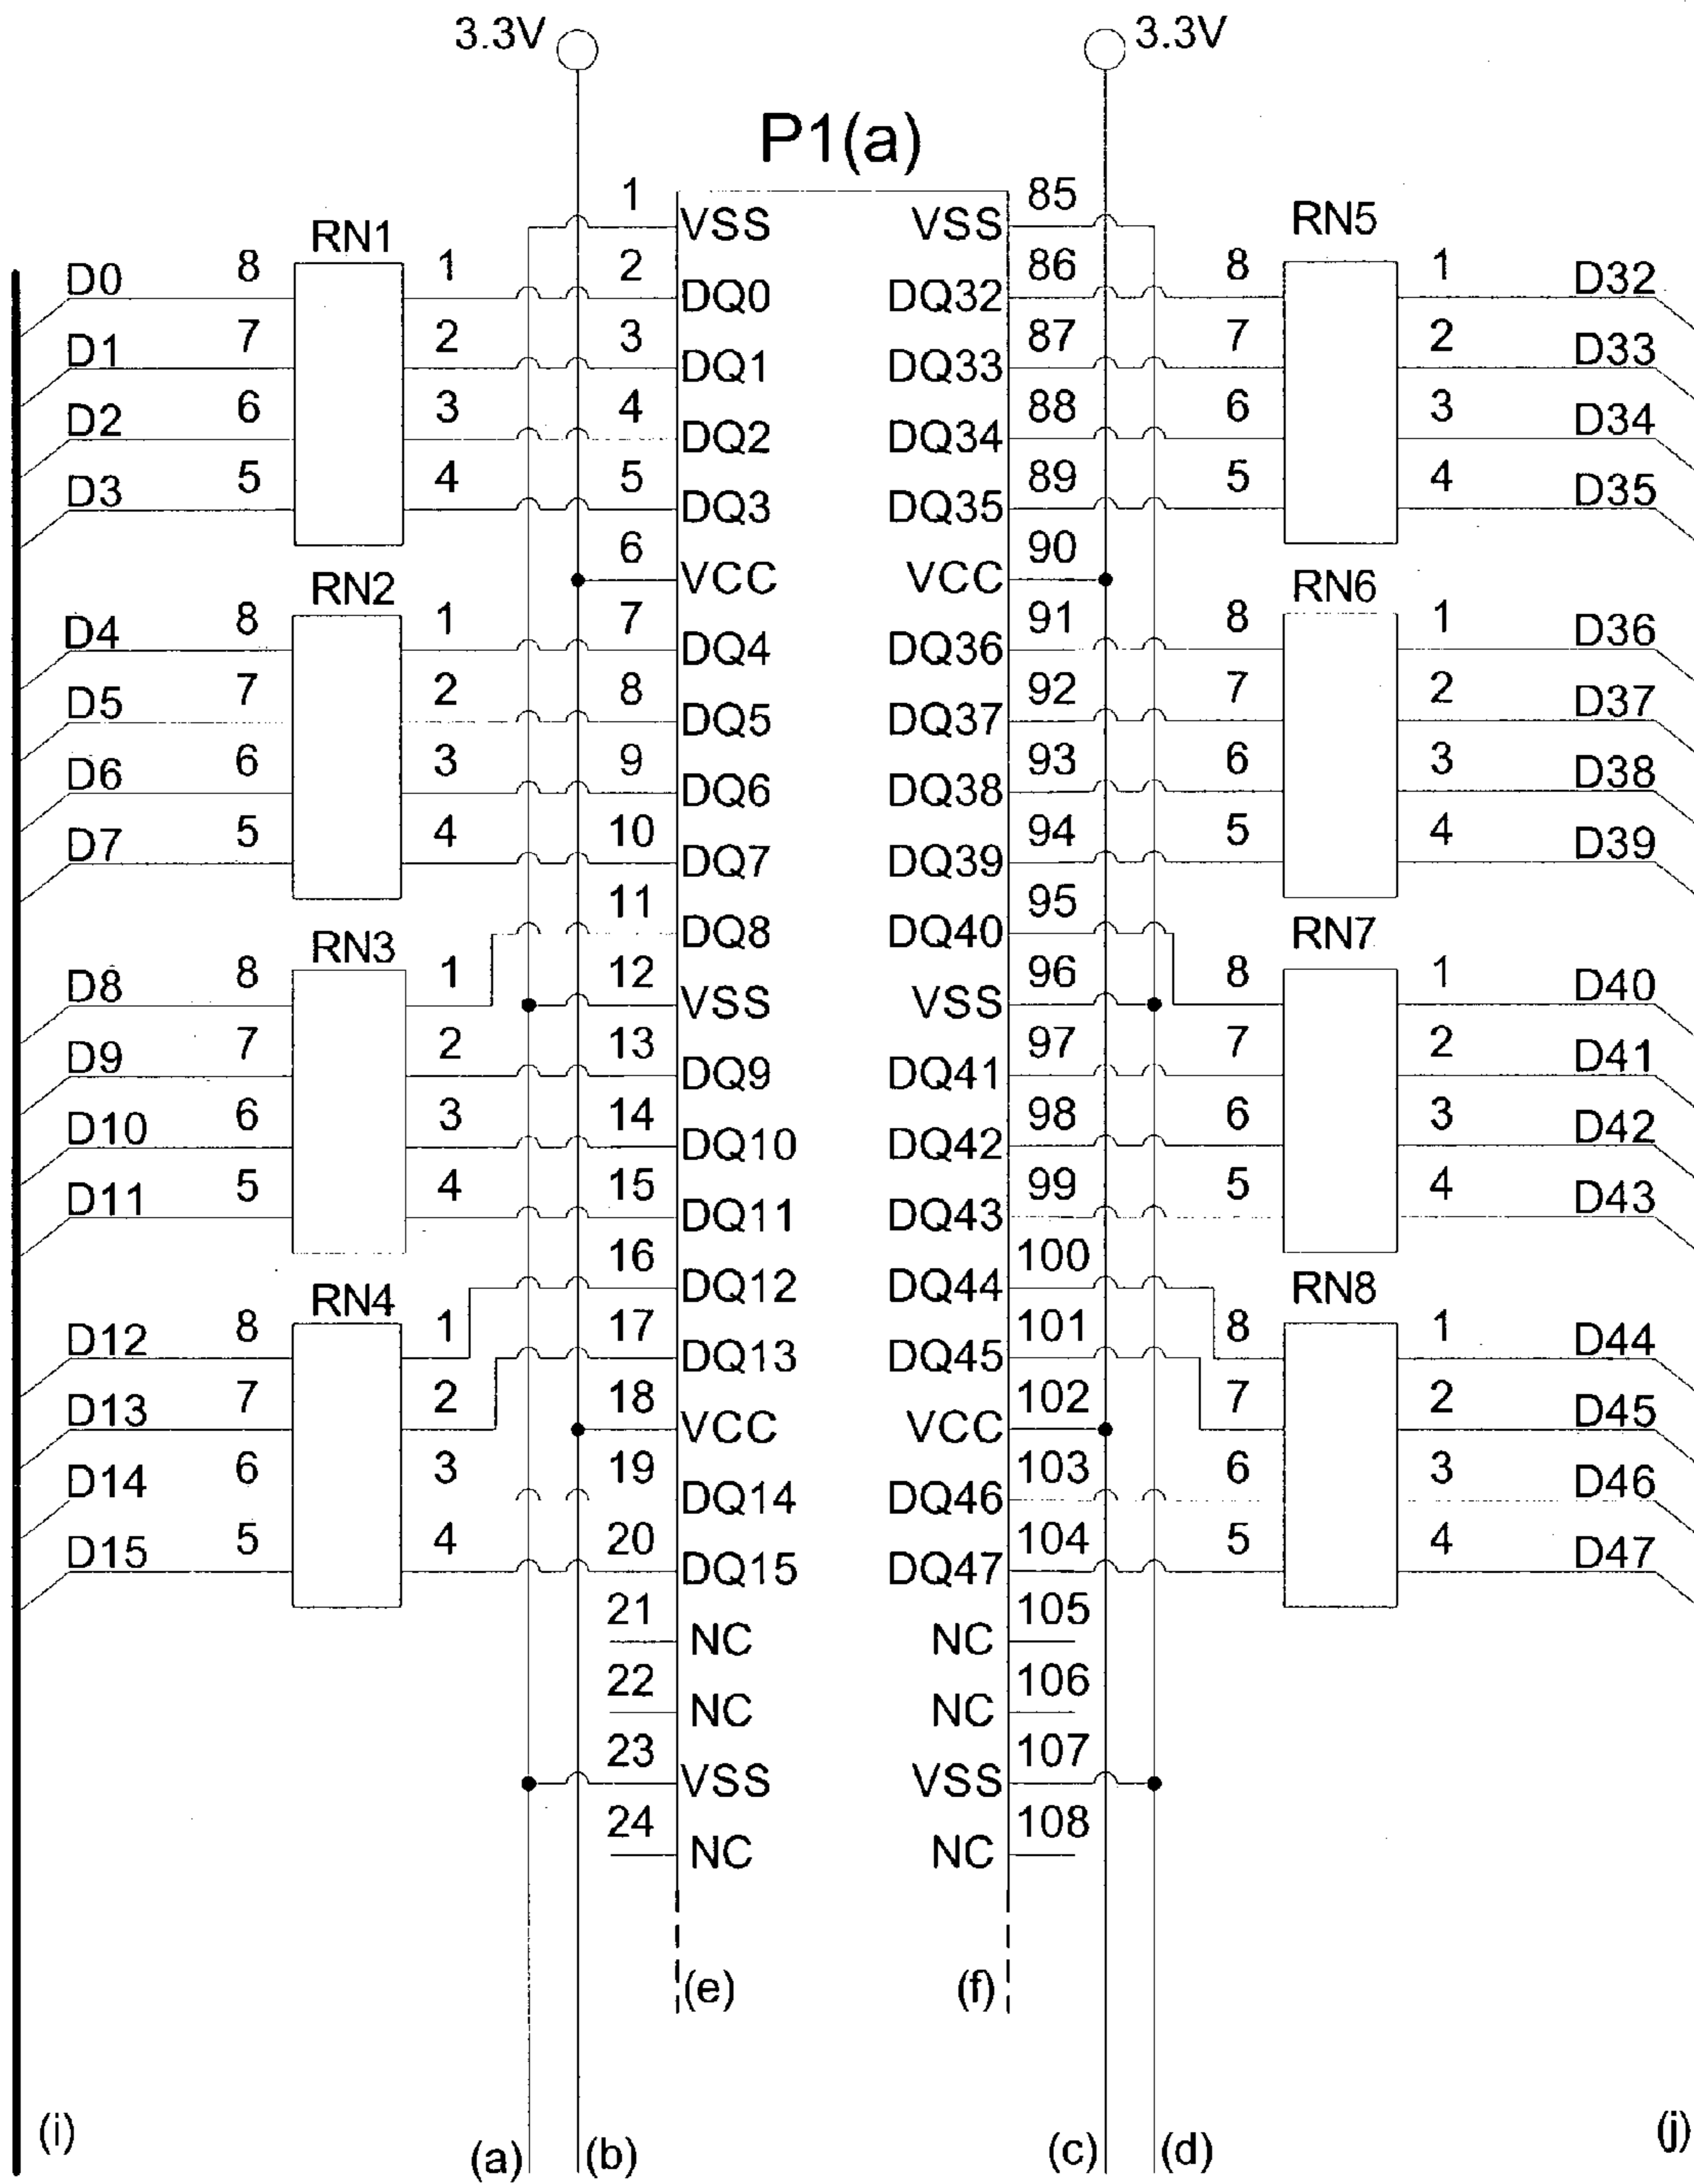 3.3V 3.3V
P1(a)
1 85
VSS VSS
RN1 RN5
D0 8 1 2 DQ0 DQ32 86 8 1 D32
D1 7 2 3 DQ1 DQ33 87 7 2 D33
D2 6 3 4 DQ2 DQ34 88 6 3 D34
D3 5 4 5 DQ3 DQ35 89 5 4 D35
6 VCC VCC 90
RN2 RN6
D4 8 1 7 DQ4 DQ36 91 8 1 D36
D5 7 2 8 DQ5 DQ37 92 7 2 D37
D6 6 3 9 DQ6 DQ38 93 6 3 D38
D7 5 4 10 DQ7 DQ39 94 5 4 D39
11 DQ8 DQ40 95
RN3 RN7
D8 8 1 12 VSS VSS 96 8 1 D40
D9 7 2 13 DQ9 DQ41 97 7 2 D41
D10 6 3 14 DQ10 DQ42 98 6 3 D42
D11 5 4 15 DQ11 DQ43 99 5 4 D43
16 DQ12 DQ44 100
RN4 RN8
D12 8 1 17 DQ13 DQ45 101 8 1 D44
D13 7 2 18 VCC VCC 102 7 2 D45
D14 6 3 19 DQ14 DQ46 103 6 3 D46
D15 5 4 20 DQ15 DQ47 104 5 4 D47
21 NC NC 105
22 NC NC 106
23 VSS VSS 107
24 NC NC 108
(e) (f)
(i) (a) (b) (c) (d) (j)